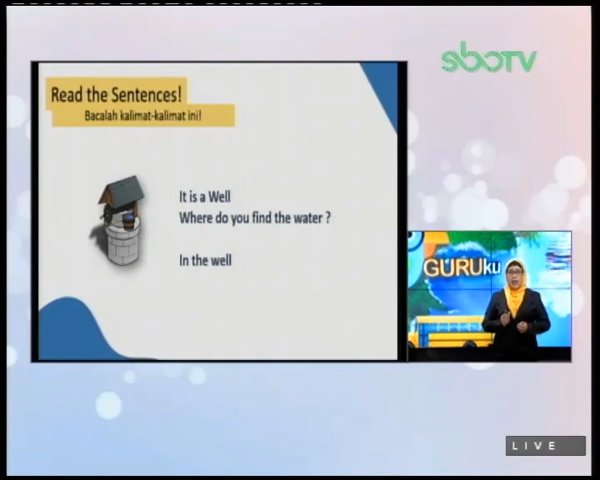 sboTV
Read the Sentences!
Bacalah kalimat-kalimat ini!
It is a Well
Where do you find the water ?
In the well
GURUku
LIVE